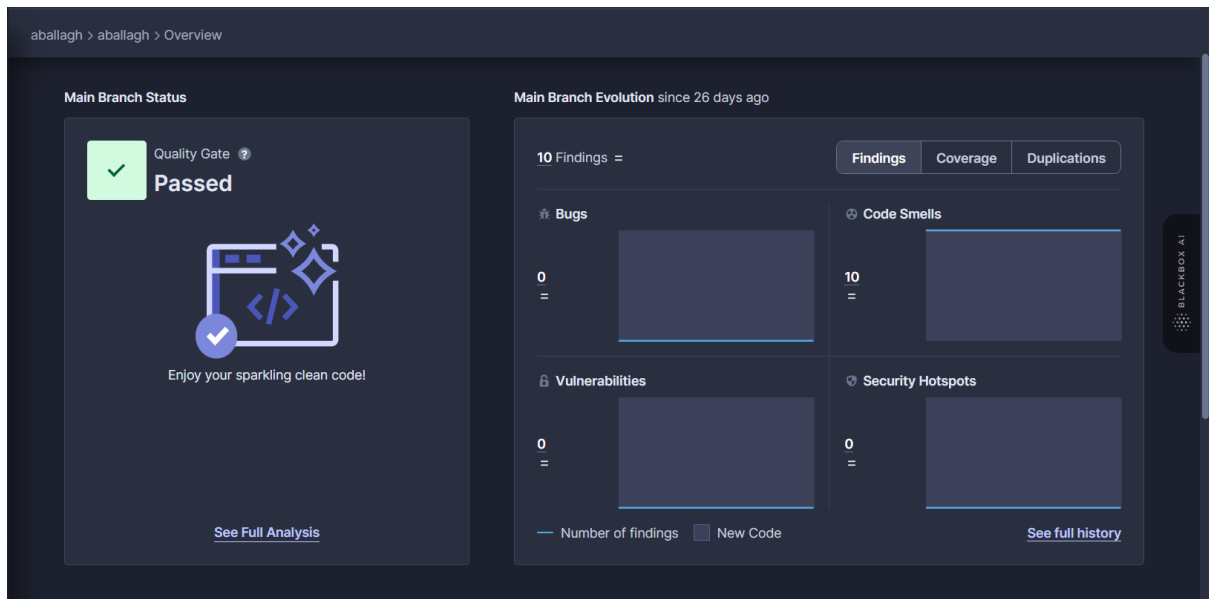 aballagh > aballagh > Overview
Main Branch Status
Quality Gate ?
Passed
Enjoy your sparkling clean code!
See Full Analysis
Main Branch Evolution since 26 days ago
10 Findings =
Findings Coverage Duplications
Bugs
0
=
Code Smells
10
=
Vulnerabilities
0
=
Security Hotspots
0
=
Number of findings New Code
See full history
BLACKBOX AI